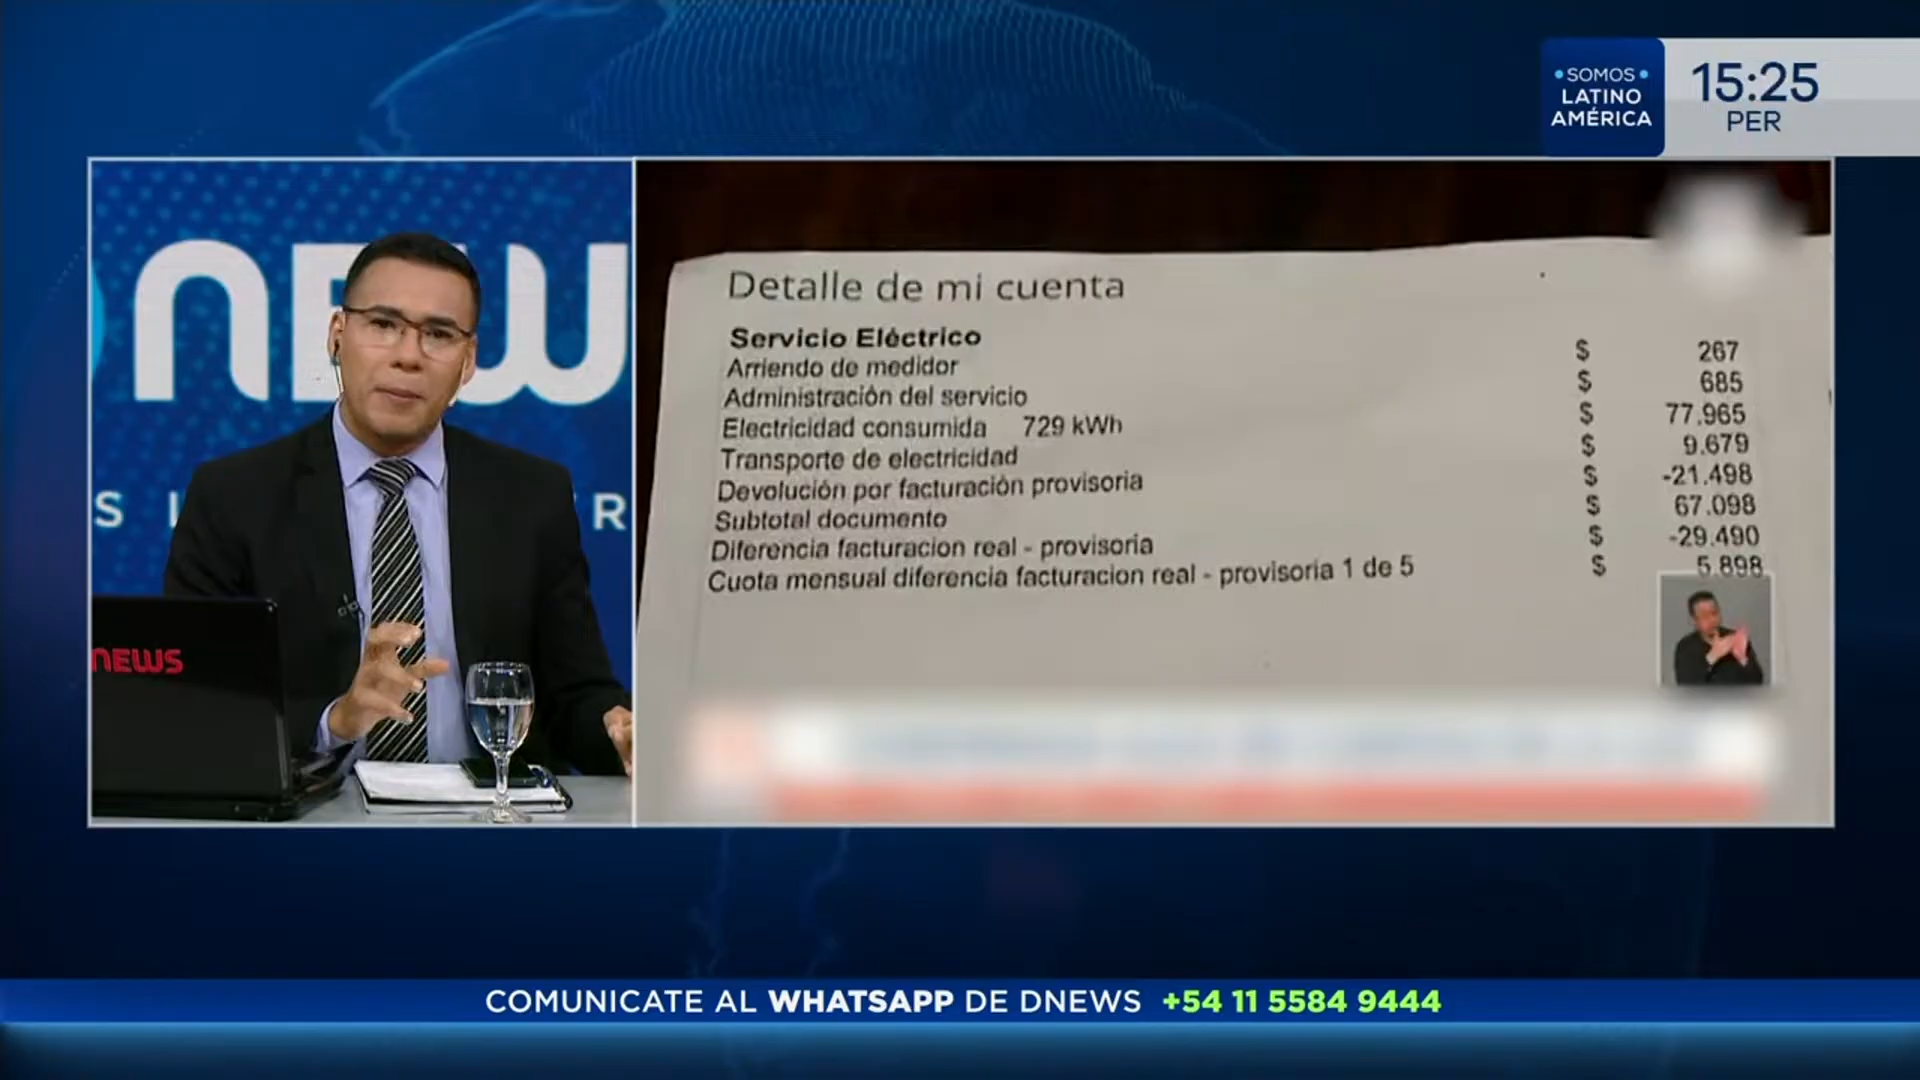 • SOMOS •
LATINO
AMÉRICA
15:25
PER
news
S
R
NEWS
Detalle de mi cuenta
Servicio Eléctrico
Arriendo de medidor $ 267
Administración del servicio $ 685
Electricidad consumida 729 kWh $ 77.965
Transporte de electricidad $ 9.679
Devolución por facturación provisoria $ -21.498
Subtotal documento $ 67.098
Diferencia facturacion real - provisoria $ -29.490
Cuota mensual diferencia facturacion real - provisoria 1 de 5 $ 5.898
COMUNICATE AL WHATSAPP DE DNEWS +54 11 5584 9444